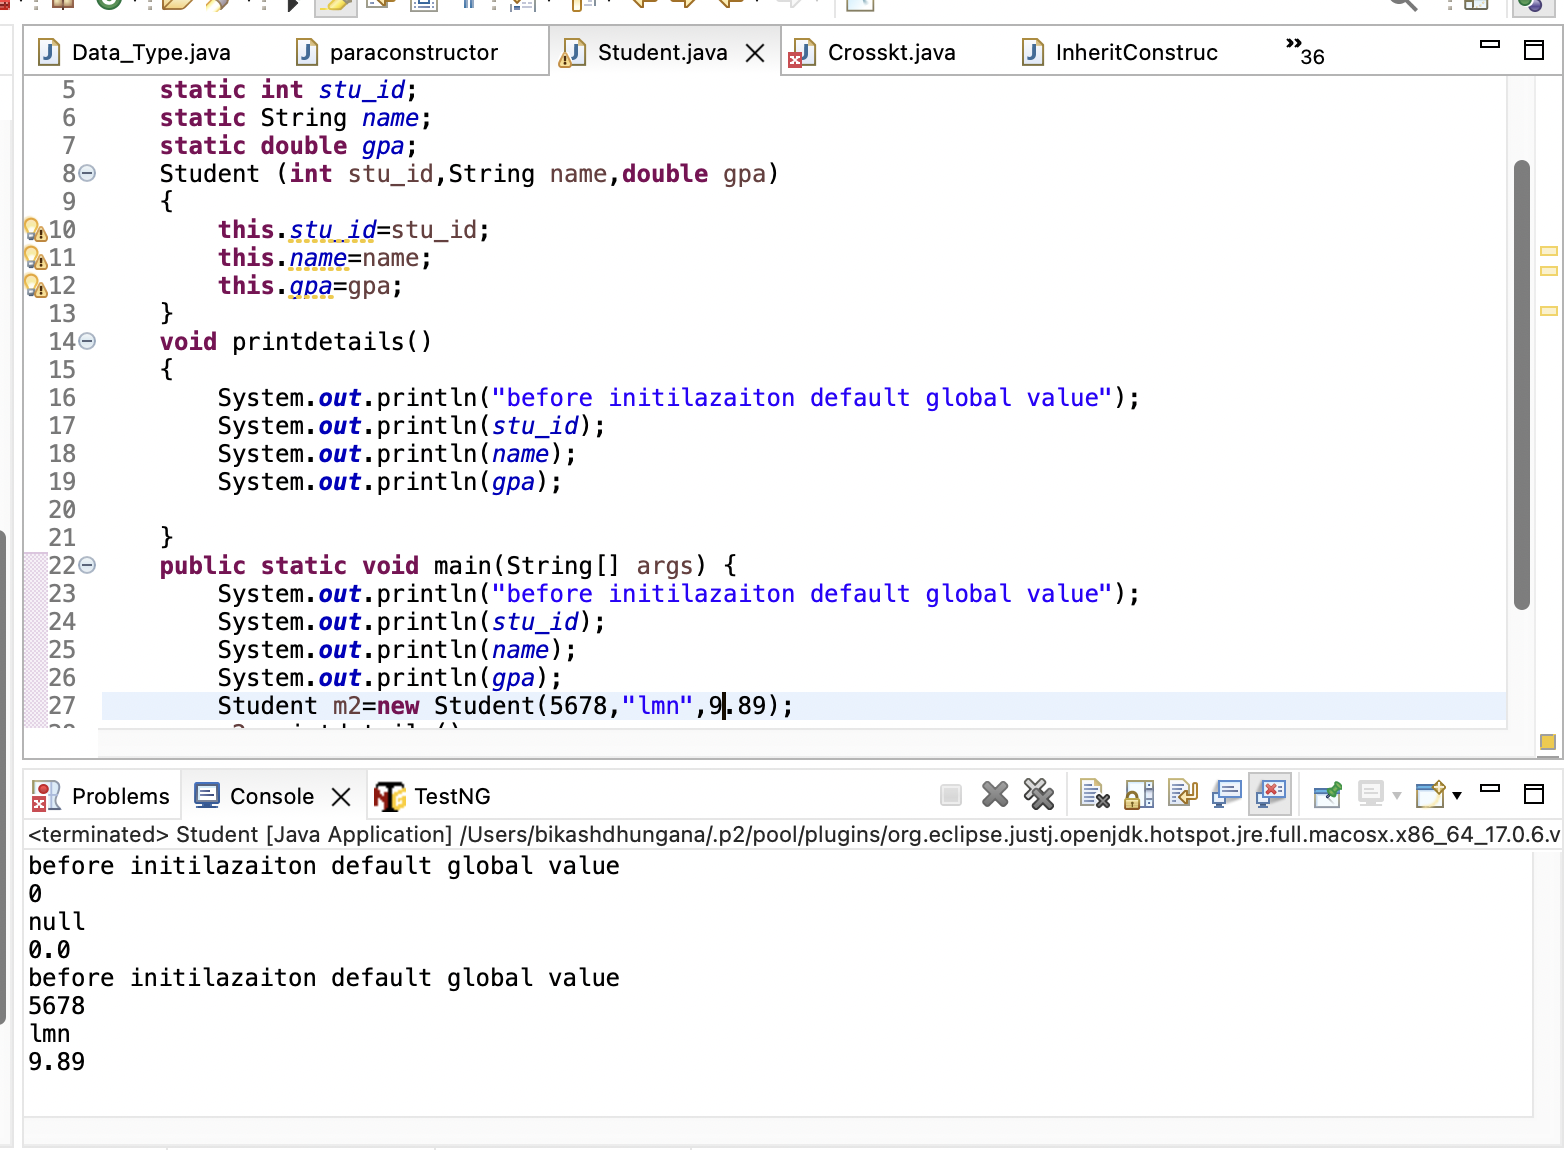 Data_Type.java paraconstructor Student.java Crosskt.java InheritConstruc »36
5 static int stu_id;
6 static String name;
7 static double gpa;
8 Student (int stu_id,String name,double gpa)
9 {
10 this.stu_id=stu_id;
11 this.name=name;
12 this.gpa=gpa;
13 }
14 void printdetails()
15 {
16 System.out.println("before initilazaiton default global value");
17 System.out.println(stu_id);
18 System.out.println(name);
19 System.out.println(gpa);
20
21 }
22 public static void main(String[] args) {
23 System.out.println("before initilazaiton default global value");
24 System.out.println(stu_id);
25 System.out.println(name);
26 System.out.println(gpa);
27 Student m2=new Student(5678,"lmn",9.89);
Problems Console TestNG
<terminated> Student [Java Application] /Users/bikashdhungana/.p2/pool/plugins/org.eclipse.justj.openjdk.hotspot.jre.full.macosx.x86_64_17.0.6.v
before initilazaiton default global value
0
null
0.0
before initilazaiton default global value
5678
lmn
9.89